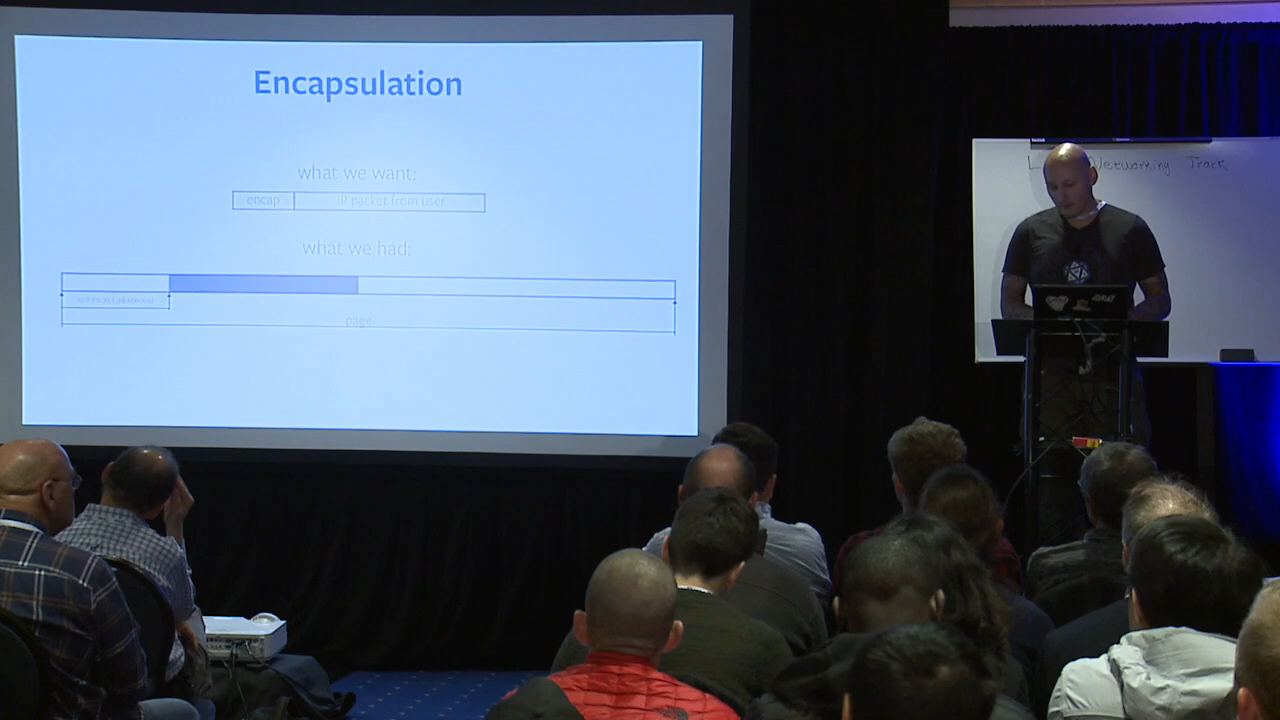 Encapsulation
what we want:
encap IP packet from user
what we had:
page
Networking Track